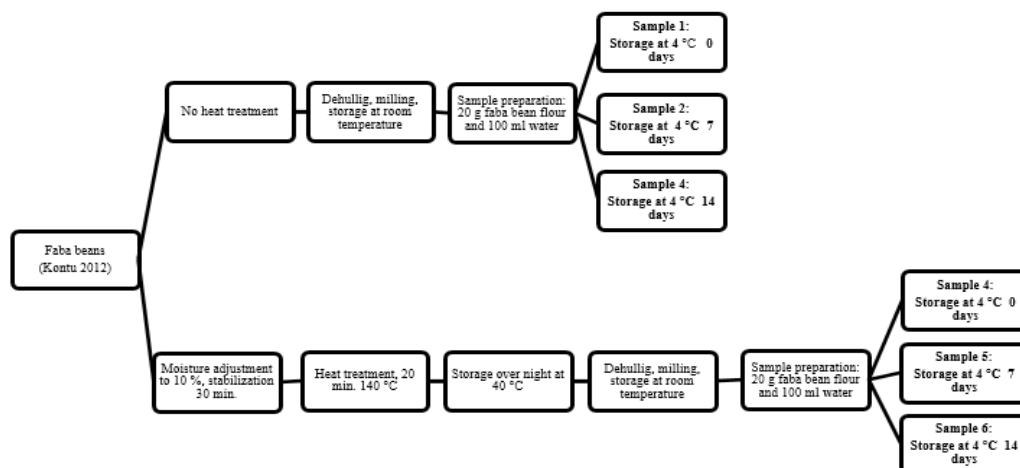 Sample 1:
Storage at 4 °C 0
days
No heat treatment
Dehullig, milling,
storage at room
temperature
Sample preparation:
20 g faba bean flour
and 100 ml water
Sample 2:
Storage at 4 °C 7
days
Sample 4:
Storage at 4 °C 14
days
Faba beans
(Kontu 2012)
Moisture adjustment
to 10 %, stabilization
30 min.
Heat treatment, 20
min. 140 °C
Storage over night at
40 °C
Dehullig, milling,
storage at room
temperature
Sample preparation:
20 g faba bean flour
and 100 ml water
Sample 4:
Storage at 4 °C 0
days
Sample 5:
Storage at 4 °C 7
days
Sample 6:
Storage at 4 °C 14
days